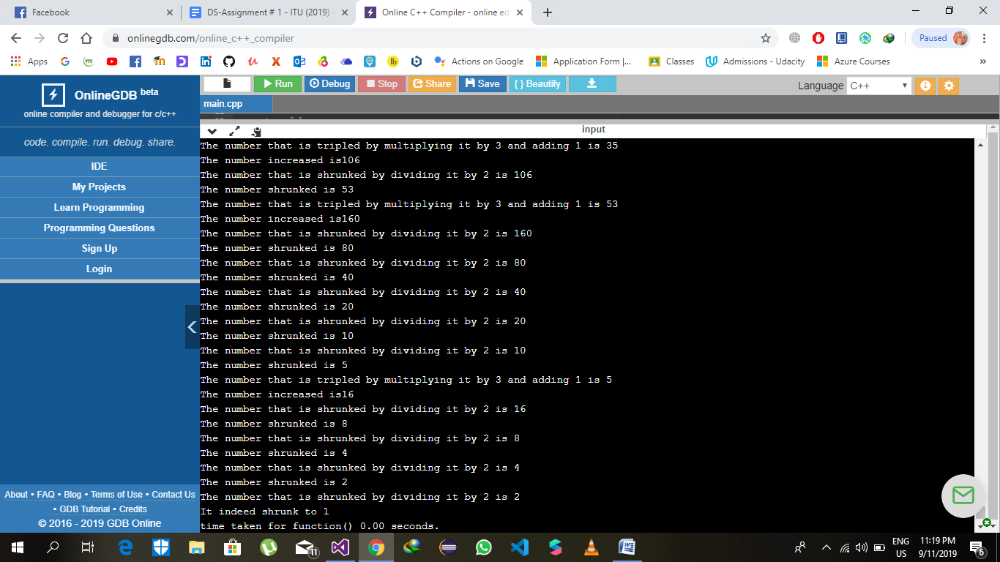 Facebook
DS-Assignment # 1 - ITU (2019) -
Online C++ Compiler - online ed
onlinegdb.com/online_c++_compiler
Paused
Apps
Actions on Google
Application Form |...
Classes
Admissions - Udacity
Azure Courses
»
OnlineGDB beta
online compiler and debugger for c/c++
code. compile. run. debug. share.
IDE
My Projects
Learn Programming
Programming Questions
Sign Up
Login
About • FAQ • Blog • Terms of Use • Contact Us
• GDB Tutorial • Credits
© 2016 - 2019 GDB Online
Run Debug Stop Share Save { } Beautify
Language C++
main.cpp
input
The number that is tripled by multiplying it by 3 and adding 1 is 35
The number increased is106
The number that is shrunked by dividing it by 2 is 106
The number shrunked is 53
The number that is tripled by multiplying it by 3 and adding 1 is 53
The number increased is160
The number that is shrunked by dividing it by 2 is 160
The number shrunked is 80
The number that is shrunked by dividing it by 2 is 80
The number shrunked is 40
The number that is shrunked by dividing it by 2 is 40
The number shrunked is 20
The number that is shrunked by dividing it by 2 is 20
The number shrunked is 10
The number that is shrunked by dividing it by 2 is 10
The number shrunked is 5
The number that is tripled by multiplying it by 3 and adding 1 is 5
The number increased is16
The number that is shrunked by dividing it by 2 is 16
The number shrunked is 8
The number that is shrunked by dividing it by 2 is 8
The number shrunked is 4
The number that is shrunked by dividing it by 2 is 4
The number shrunked is 2
The number that is shrunked by dividing it by 2 is 2
It indeed shrunk to 1
time taken for function() 0.00 seconds.
11
ENG
US
11:19 PM
9/11/2019
6